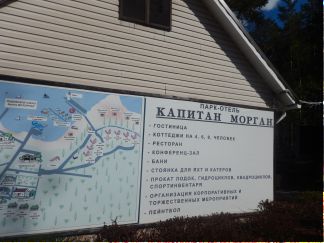 ПАРК-ОТЕЛЬ
КАПИТАН МОРГАН
- ГОСТИНИЦА
- КОТТЕДЖИ НА 4, 6, 8, ЧЕЛОВЕК
- РЕСТОРАН
- КОНФЕРЕНЦ-ЗАЛ
- БАНИ
- СТОЯНКА ДЛЯ ЯХТ И КАТЕРОВ
- ПРОКАТ ЛОДОК, ГИДРОЦИКЛОВ, КВАДРОЦИКЛОВ,
СПОРТИНВЕНТАРЯ
- ОРГАНИЗАЦИИ КОРПОРАТИВНЫХ И
ТОРЖЕСТВЕННЫХ МЕРОПРИЯТИЙ
- ПЕЙНТБОЛ